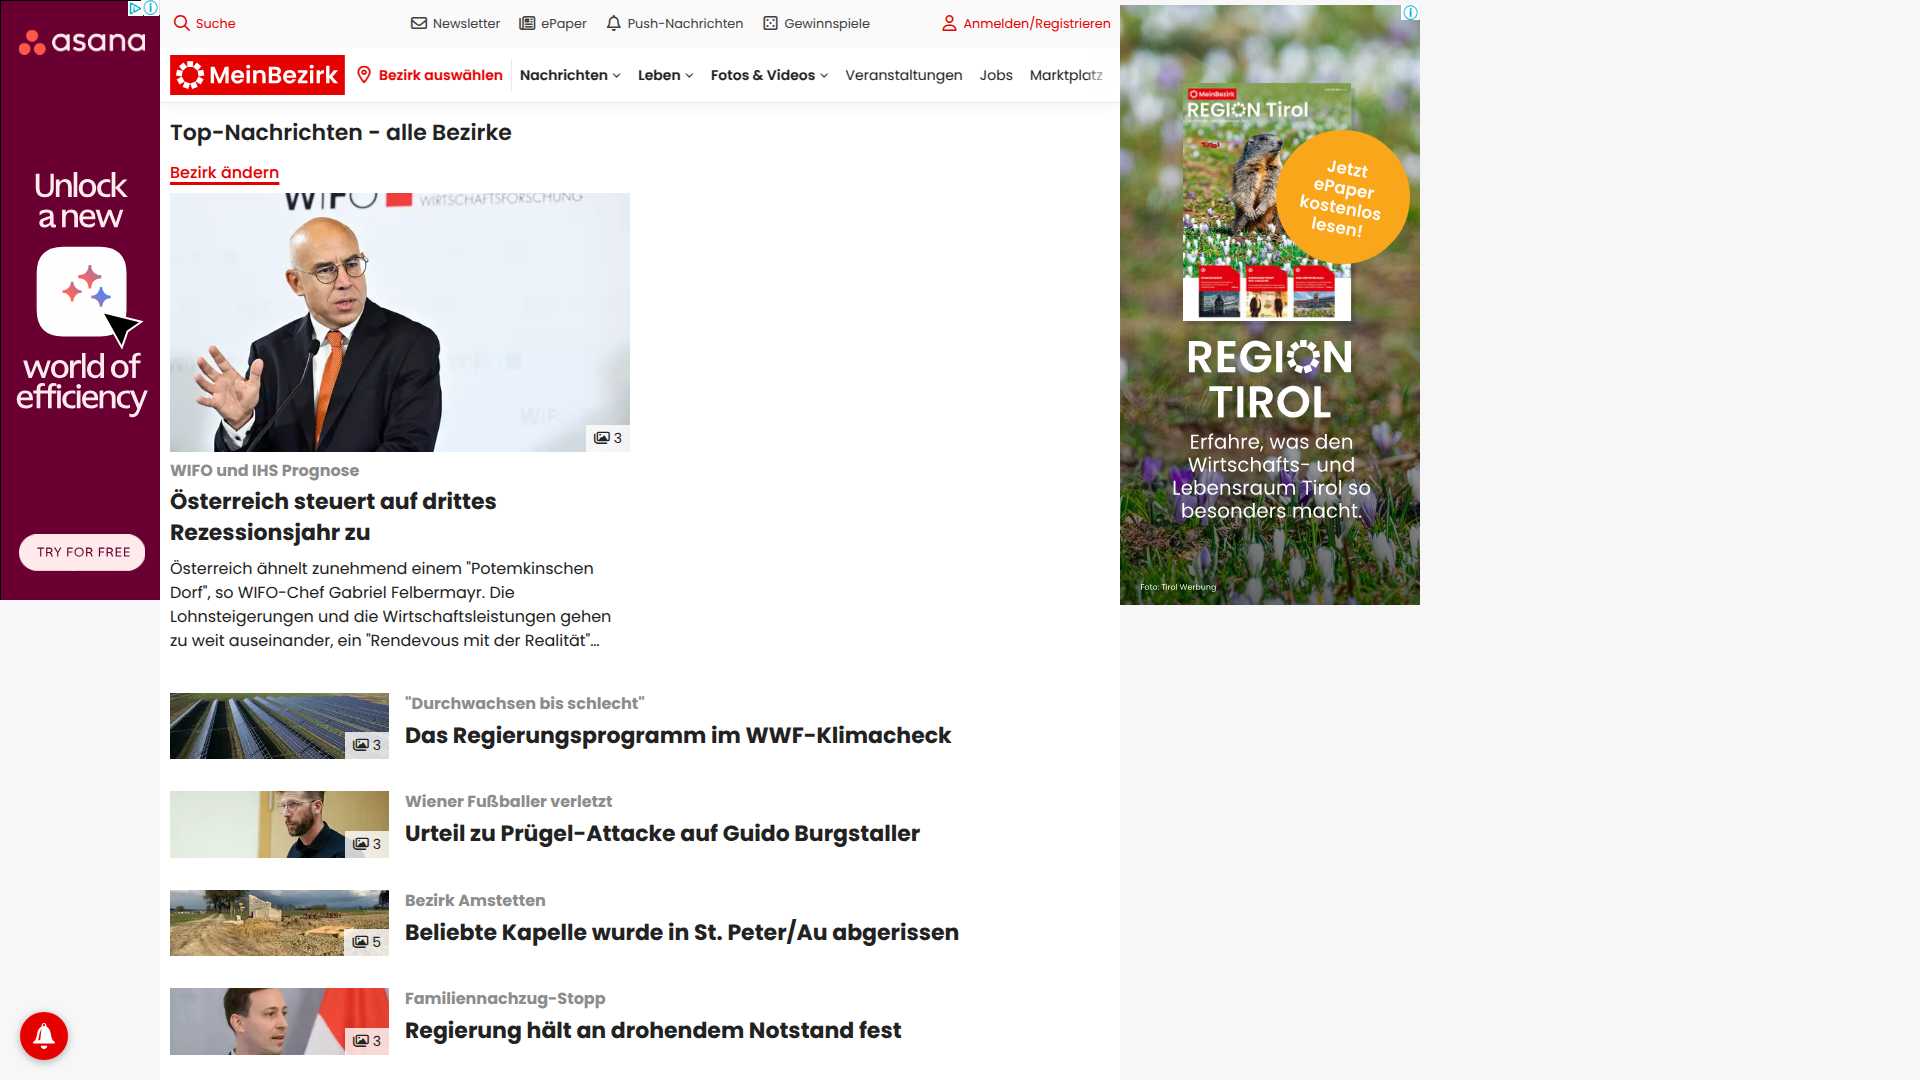 asana
Unlock
a new
world of
efficiency
TRY FOR FREE
Suche
Newsletter
ePaper
Push-Nachrichten
Gewinnspiele
Anmelden/Registrieren
MeinBezirk
Bezirk auswählen
Nachrichten
Leben
Fotos & Videos
Veranstaltungen
Jobs
Marktplatz
Top-Nachrichten - alle Bezirke
Bezirk ändern
WIFO
WIRTSCHAFTSFORSCHUNG
WIFO
3
WIFO und IHS Prognose
Österreich steuert auf drittes
Rezessionsjahr zu
Österreich ähnelt zunehmend einem "Potemkinschen
Dorf", so WIFO-Chef Gabriel Felbermayr. Die
Lohnsteigerungen und die Wirtschaftsleistungen gehen
zu weit auseinander, ein "Rendevous mit der Realität"...
3
"Durchwachsen bis schlecht"
Das Regierungsprogramm im WWF-Klimacheck
3
Wiener Fußballer verletzt
Urteil zu Prügel-Attacke auf Guido Burgstaller
5
Bezirk Amstetten
Beliebte Kapelle wurde in St. Peter/Au abgerissen
3
Familiennachzug-Stopp
Regierung hält an drohendem Notstand fest
MeinBezirk
REGION Tirol
Jetzt
ePaper
kostenlos
lesen!
REGION
TIROL
Erfahre, was den
Wirtschafts- und
Lebensraum Tirol so
besonders macht.
Foto: Tirol Werbung